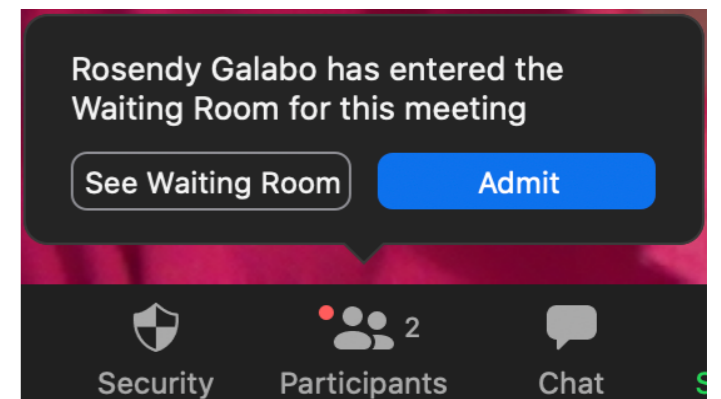 Rosendy Galabo has entered the
Waiting Room for this meeting
See Waiting Room Admit
2
Security Participants Chat S